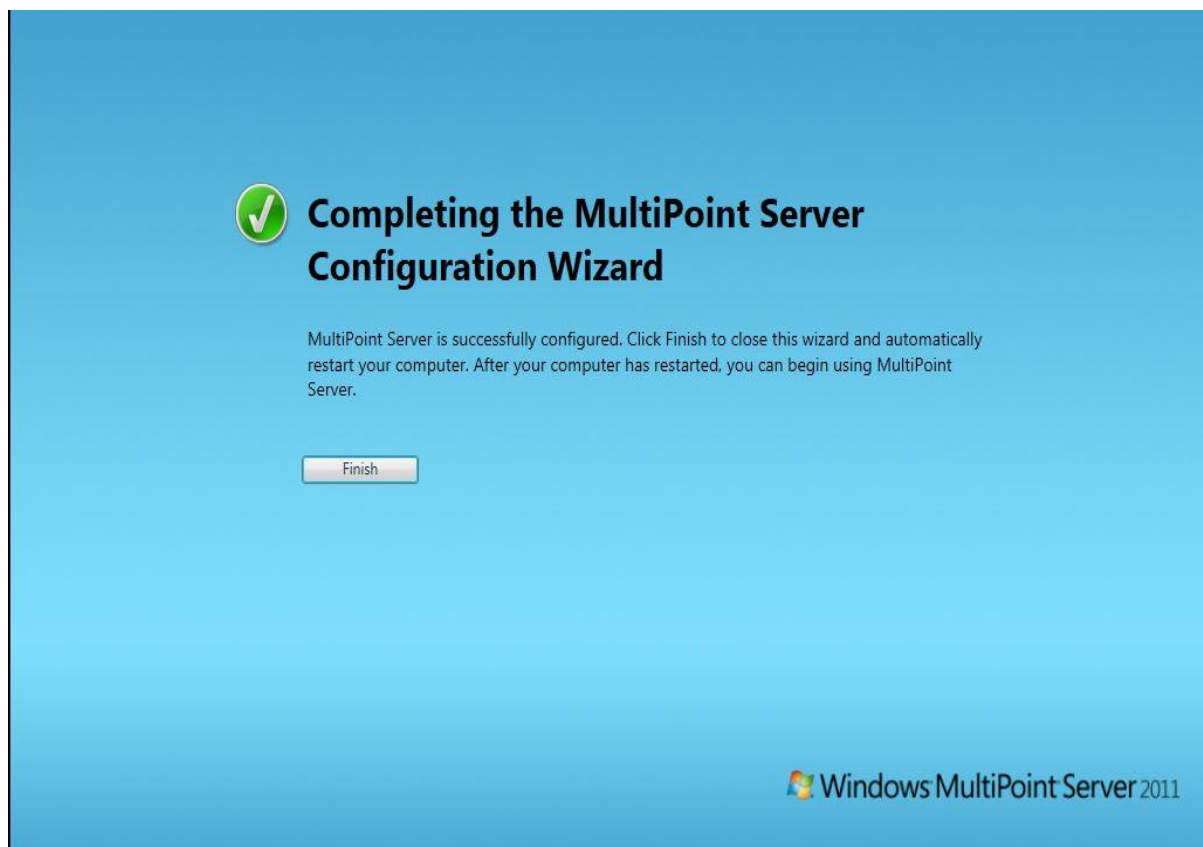 Completing the MultiPoint Server
Configuration Wizard
MultiPoint Server is successfully configured. Click Finish to close this wizard and automatically
restart your computer. After your computer has restarted, you can begin using MultiPoint
Server.
Finish
Windows MultiPoint Server 2011